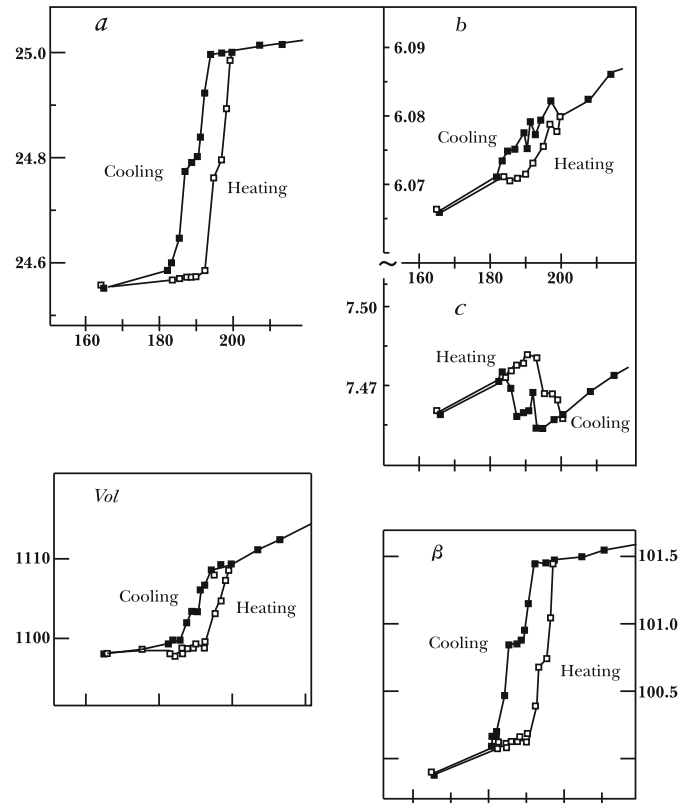 a
25.0
24.8
24.6
Cooling
Heating
160
180
200
b
6.09
6.08
6.07
Cooling
Heating
~
160
180
200
c
7.50
7.47
Heating
Cooling
Vol
1110
1100
Cooling
Heating
β
101.5
101.0
100.5
Cooling
Heating